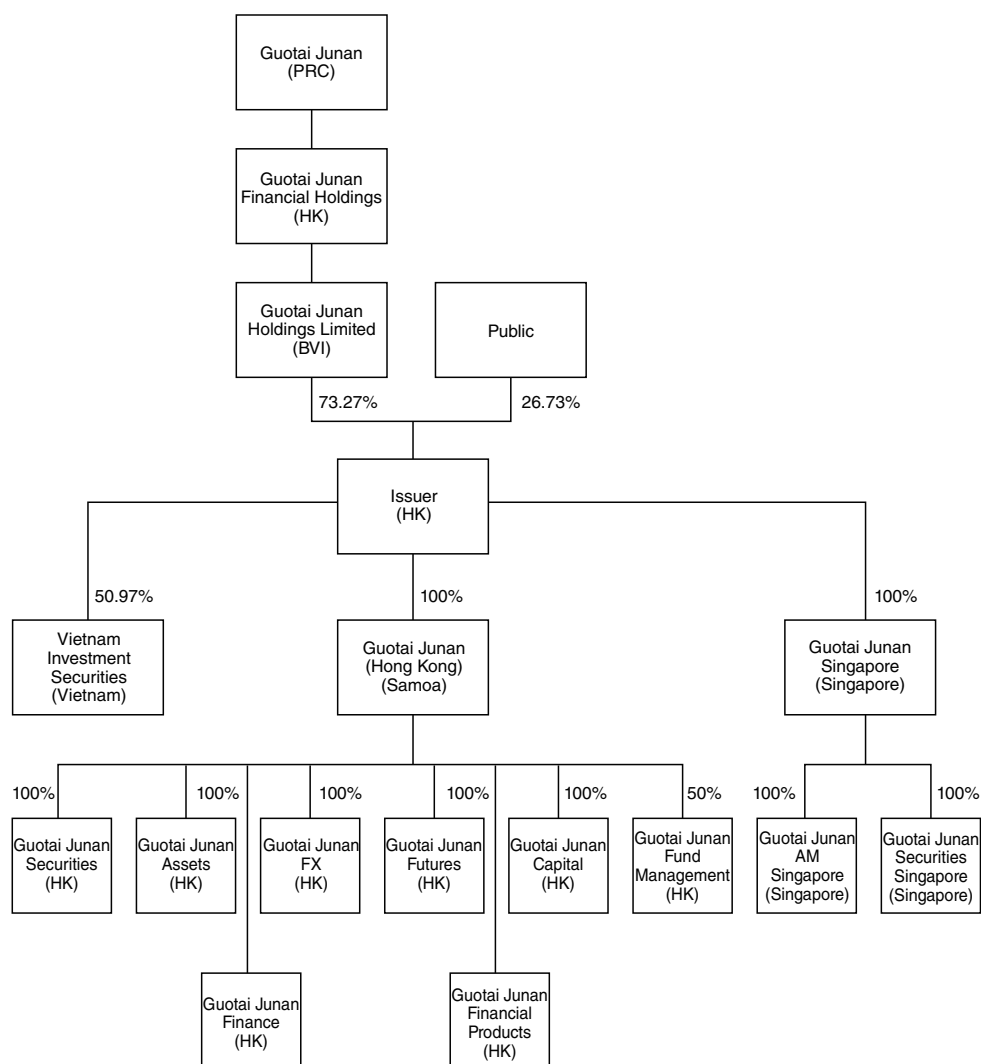 Guotai Junan
(PRC)
Guotai Junan
Financial Holdings
(HK)
Guotai Junan
Holdings Limited
(BVI)
Public
73.27%
26.73%
Issuer
(HK)
50.97%
100%
100%
Vietnam
Investment
Securities
(Vietnam)
Guotai Junan
(Hong Kong)
(Samoa)
Guotai Junan
Singapore
(Singapore)
100%
100%
100%
100%
100%
50%
100%
100%
Guotai Junan
Securities
(HK)
Guotai Junan
Assets
(HK)
Guotai Junan
FX
(HK)
Guotai Junan
Futures
(HK)
Guotai Junan
Capital
(HK)
Guotai Junan
Fund
Management
(HK)
Guotai Junan
AM
Singapore
(Singapore)
Guotai Junan
Securities
Singapore
(Singapore)
Guotai Junan
Finance
(HK)
Guotai Junan
Financial
Products
(HK)